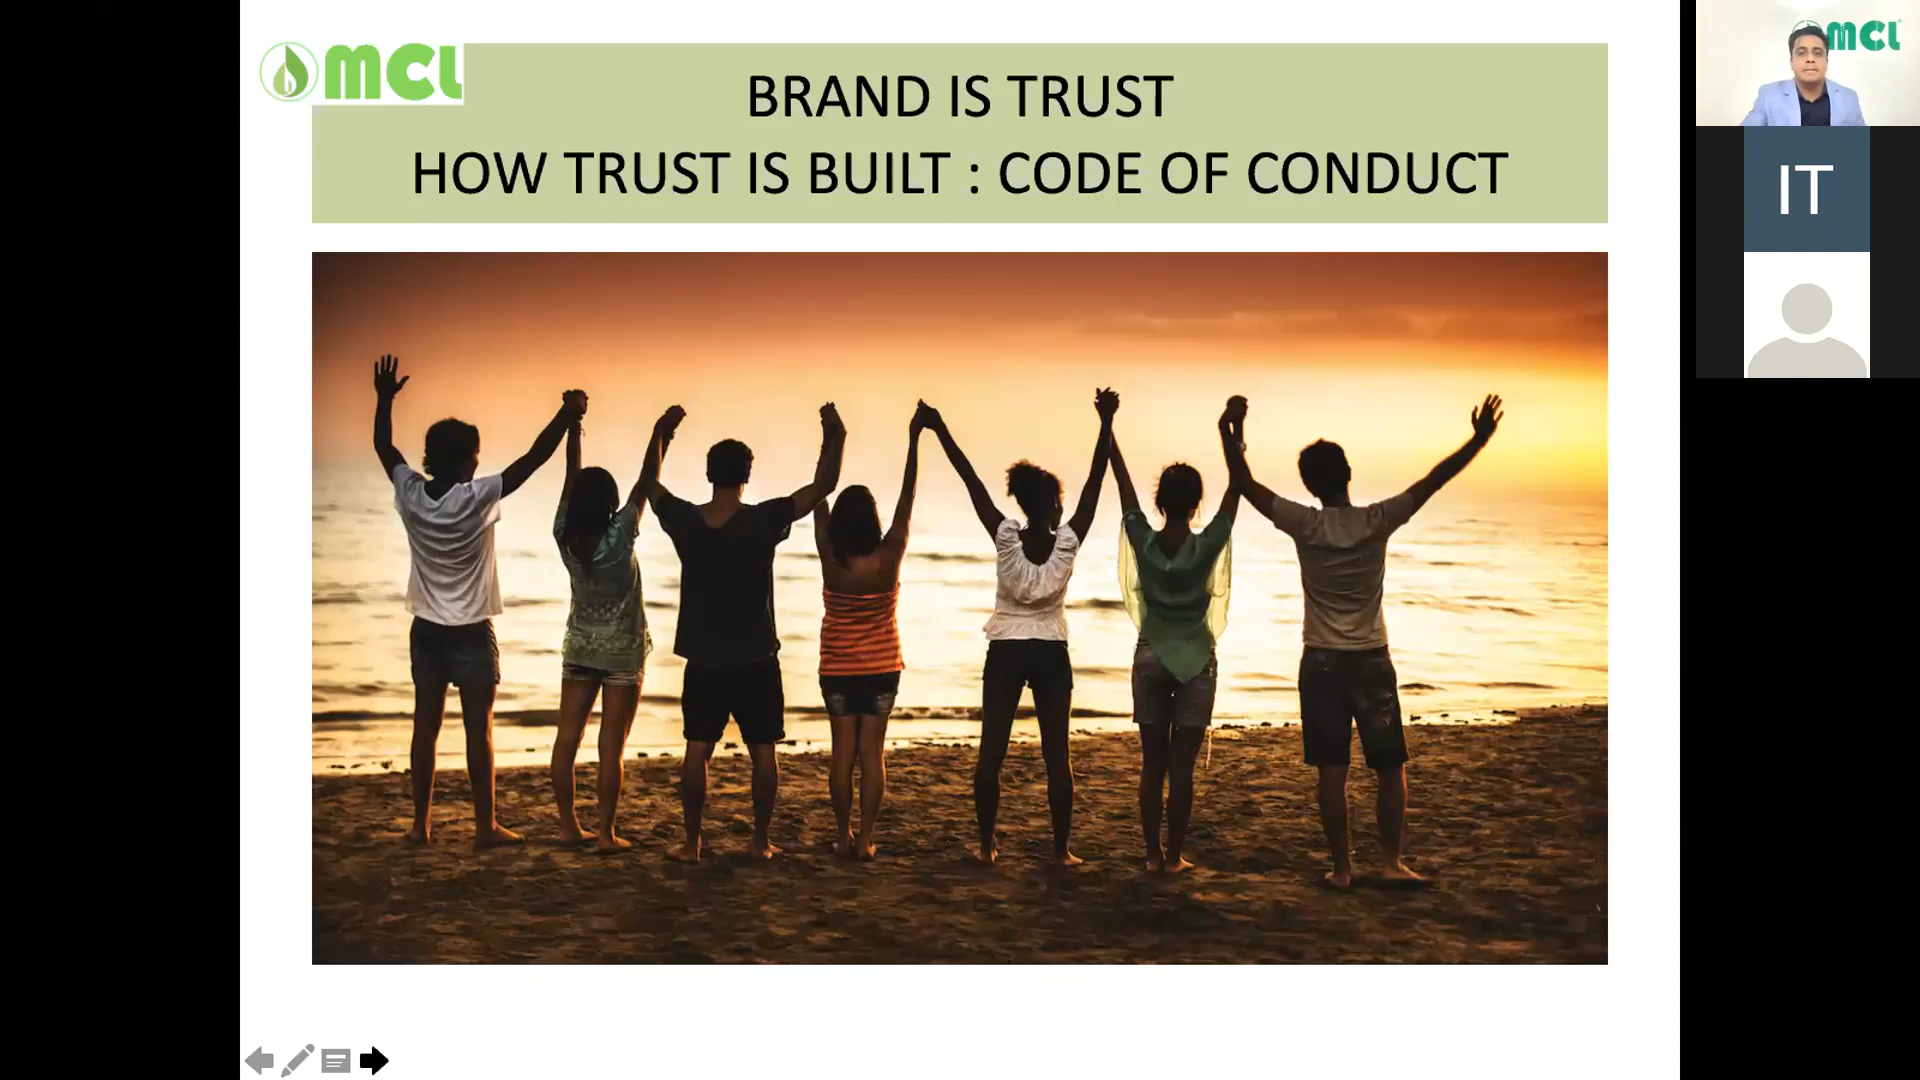 mCL
BRAND IS TRUST
HOW TRUST IS BUILT : CODE OF CONDUCT
mCL
IT